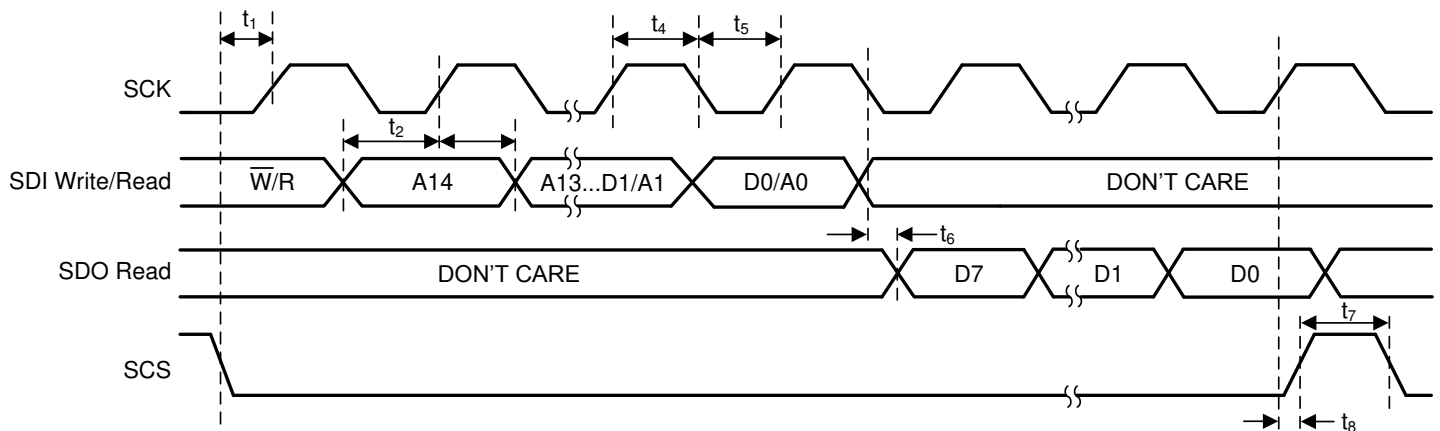 t1 t4 t5
SCK
t2
SDI Write/Read W̅/R A14 A13...D1/A1 D0/A0 DON'T CARE
t6
SDO Read DON'T CARE D7 D1 D0
t7
SCS
t8